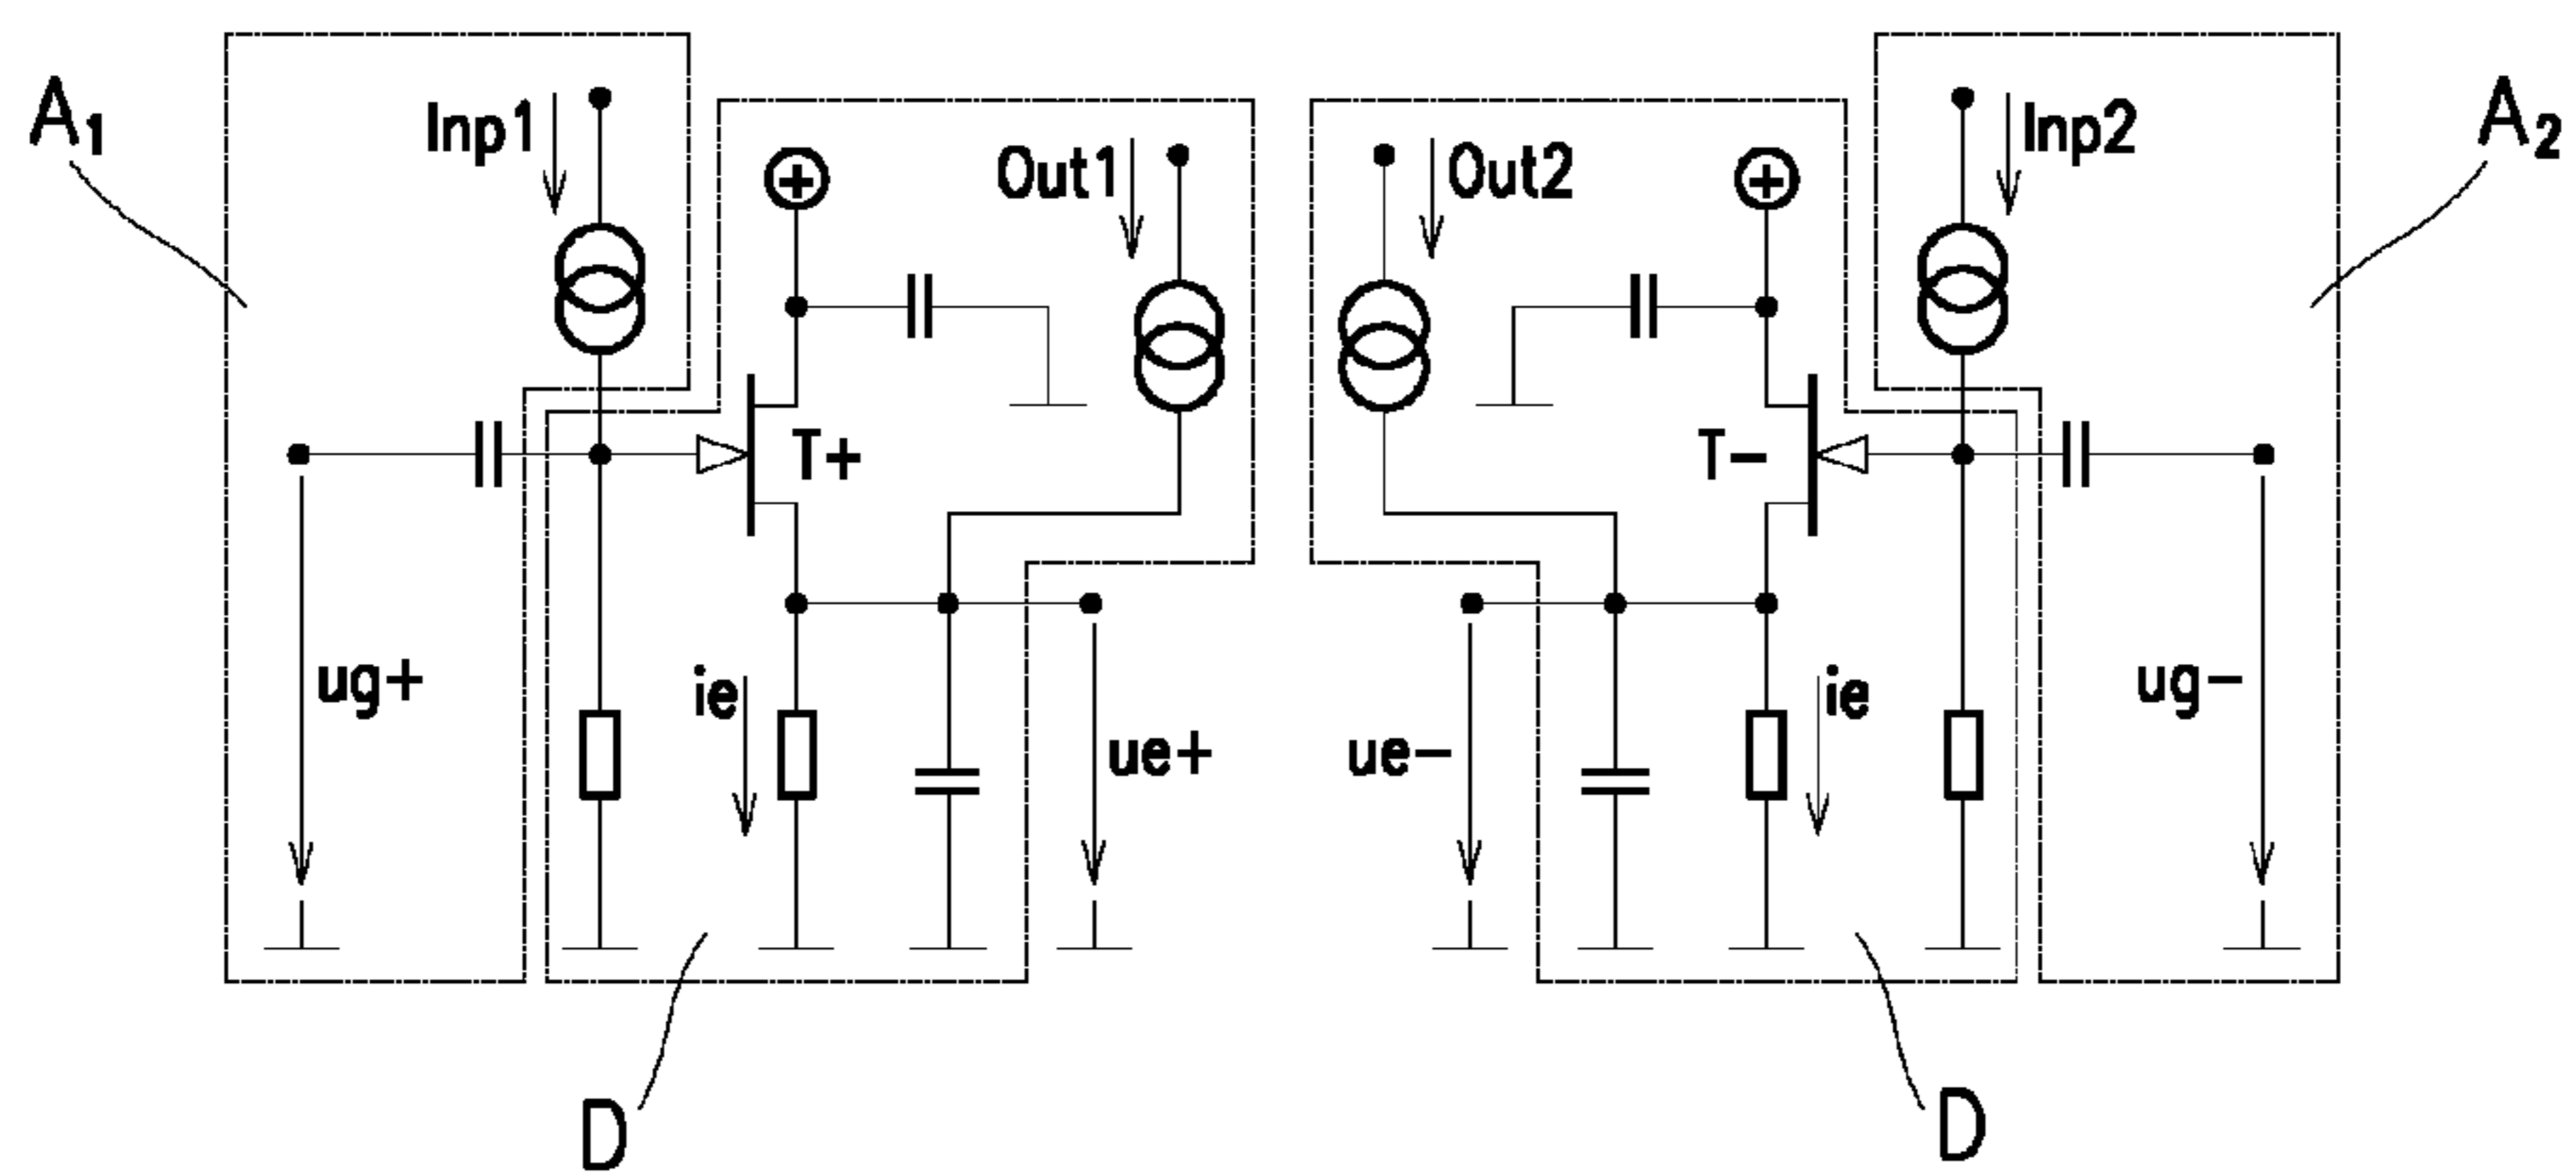 A₁
Inp1
Out1
Out2
Inp2
A₂
+
+
T+
T−
ug+
ie
ue+
ue−
ie
ug−
D
D